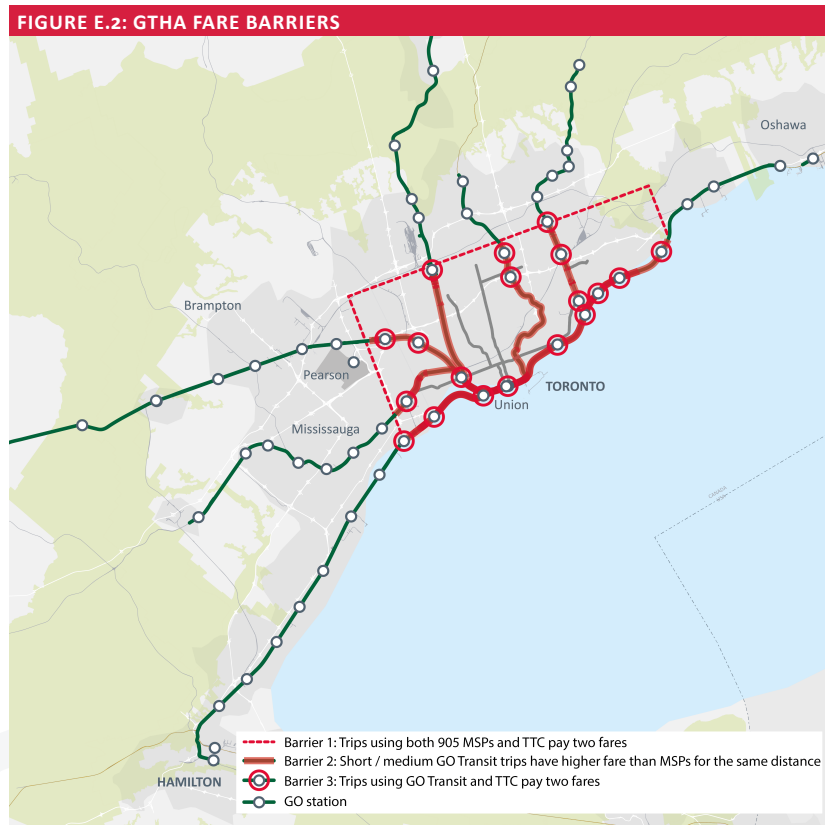 FIGURE E.2: GTHA FARE BARRIERS
Oshawa
Brampton
Pearson
TORONTO
Union
Mississauga
CANADA
HAMILTON
Barrier 1: Trips using both 905 MSPs and TTC pay two fares
Barrier 2: Short / medium GO Transit trips have higher fare than MSPs for the same distance
Barrier 3: Trips using GO Transit and TTC pay two fares
GO station